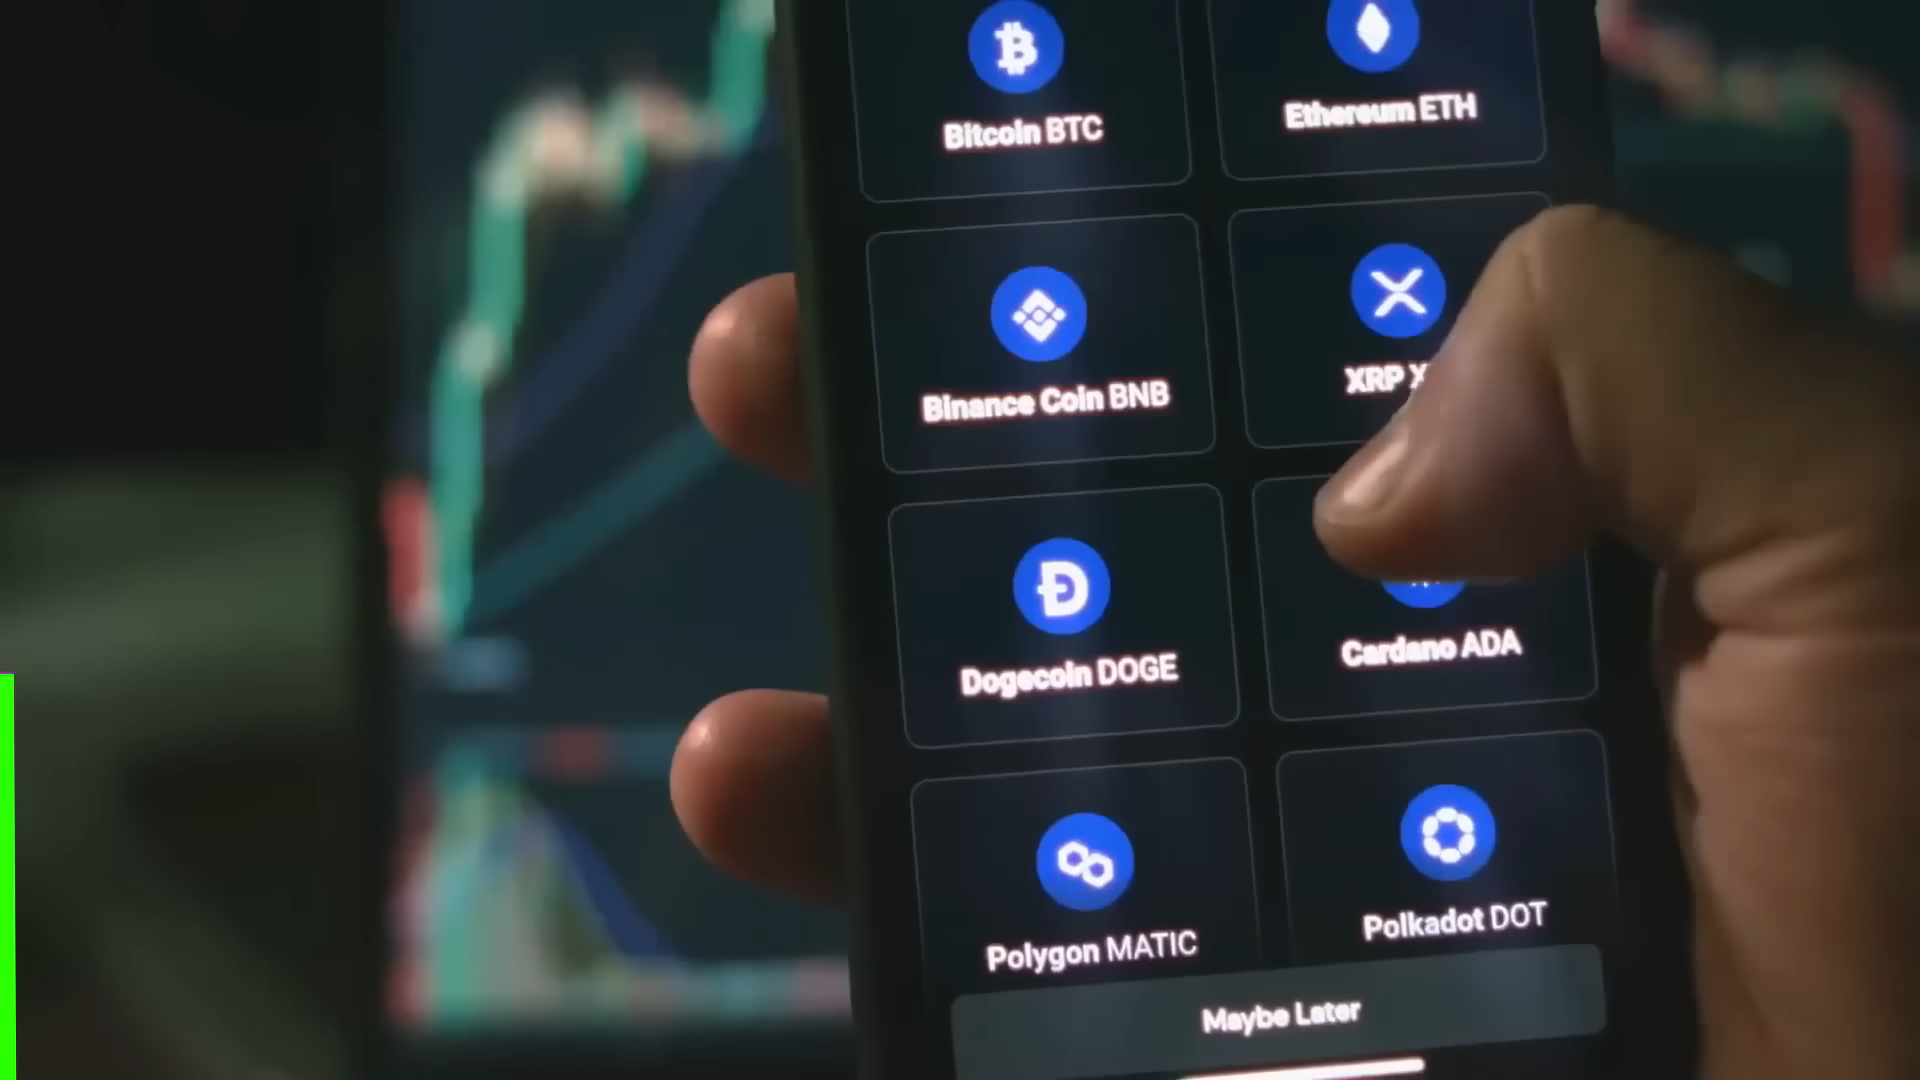 Bitcoin BTC
Ethereum ETH
Binance Coin BNB
XRP
Dogecoin DOGE
Cardano ADA
Polygon MATIC
Polkadot DOT
Maybe Later